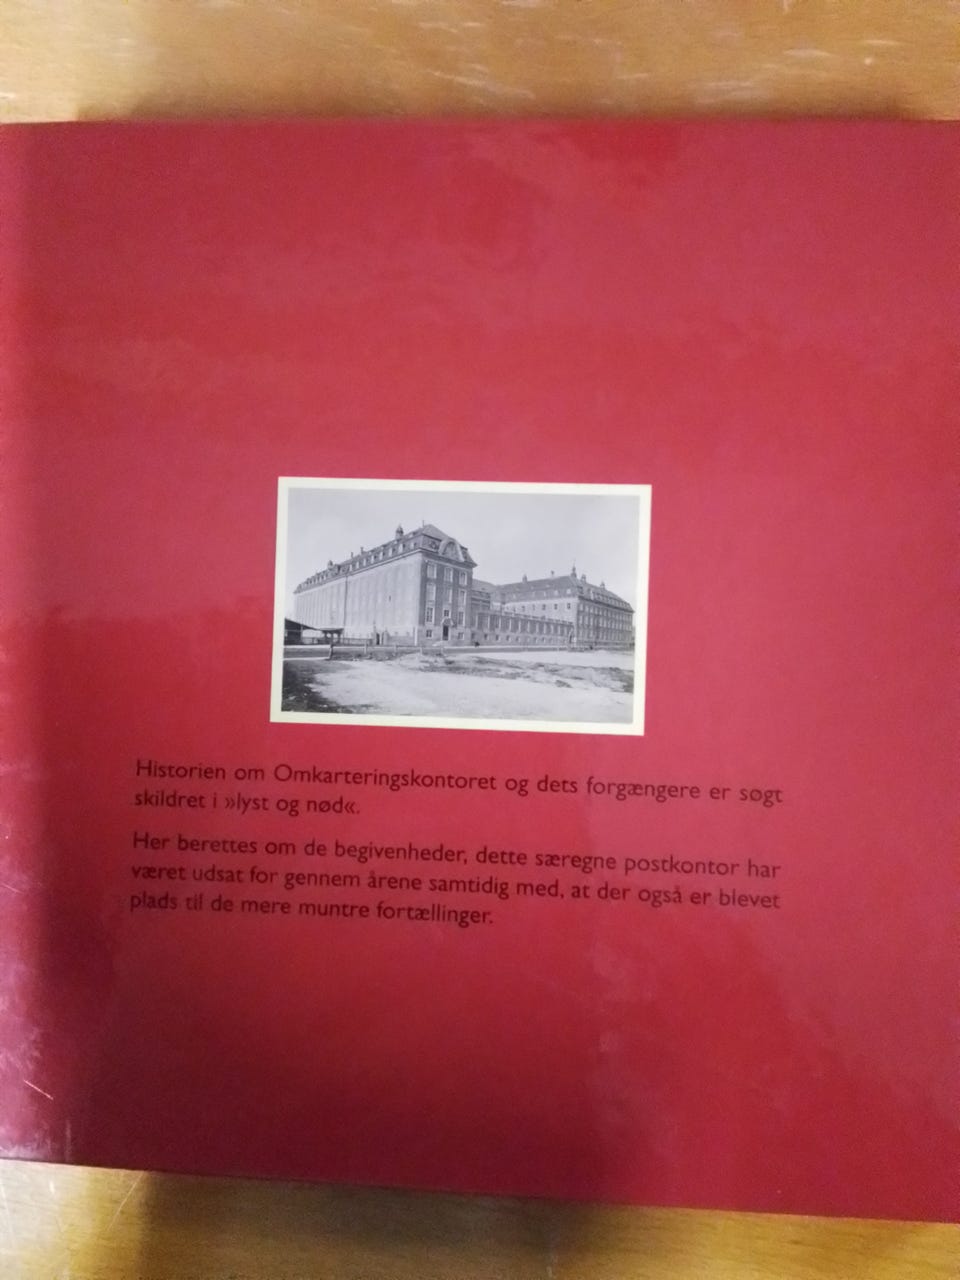 Historien om Omkarteringskontoret og dets forgængere er søgt
skildret i »lyst og nød«.
Her berettes om de begivenheder, dette særegne postkontor har
været udsat for gennem årene samtidig med, at der også er blevet
plads til de mere muntre fortællinger.